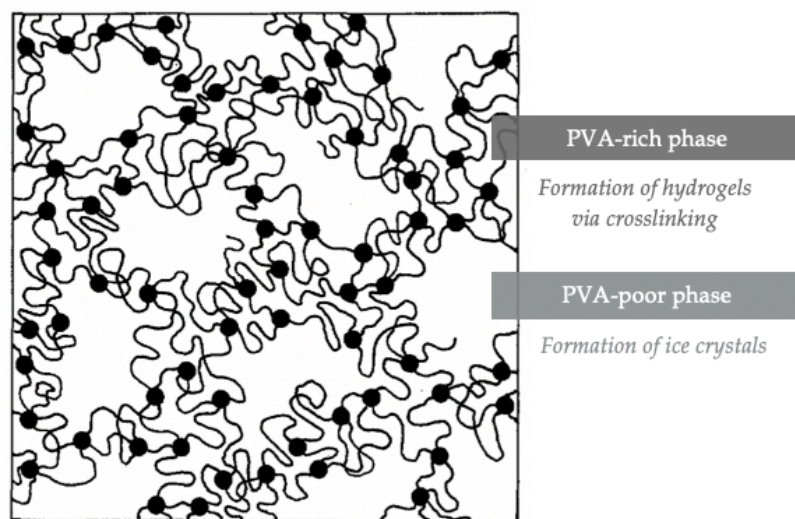 PVA-rich phase
Formation of hydrogels
via crosslinking
PVA-poor phase
Formation of ice crystals